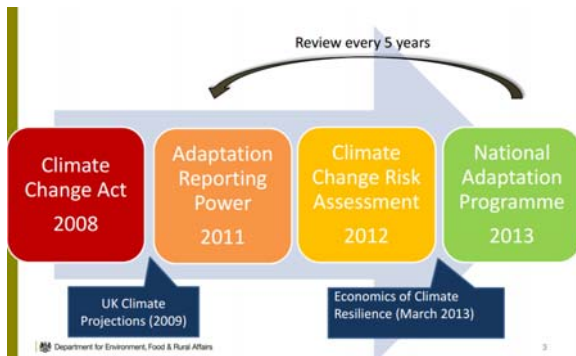 Review every 5 years
Climate
Change Act
2008
Adaptation
Reporting
Power
2011
Climate
Change Risk
Assessment
2012
National
Adaptation
Programme
2013
UK Climate
Projections (2009)
Economics of Climate
Resilience (March 2013)
Department for Environment, Food & Rural Affairs
3